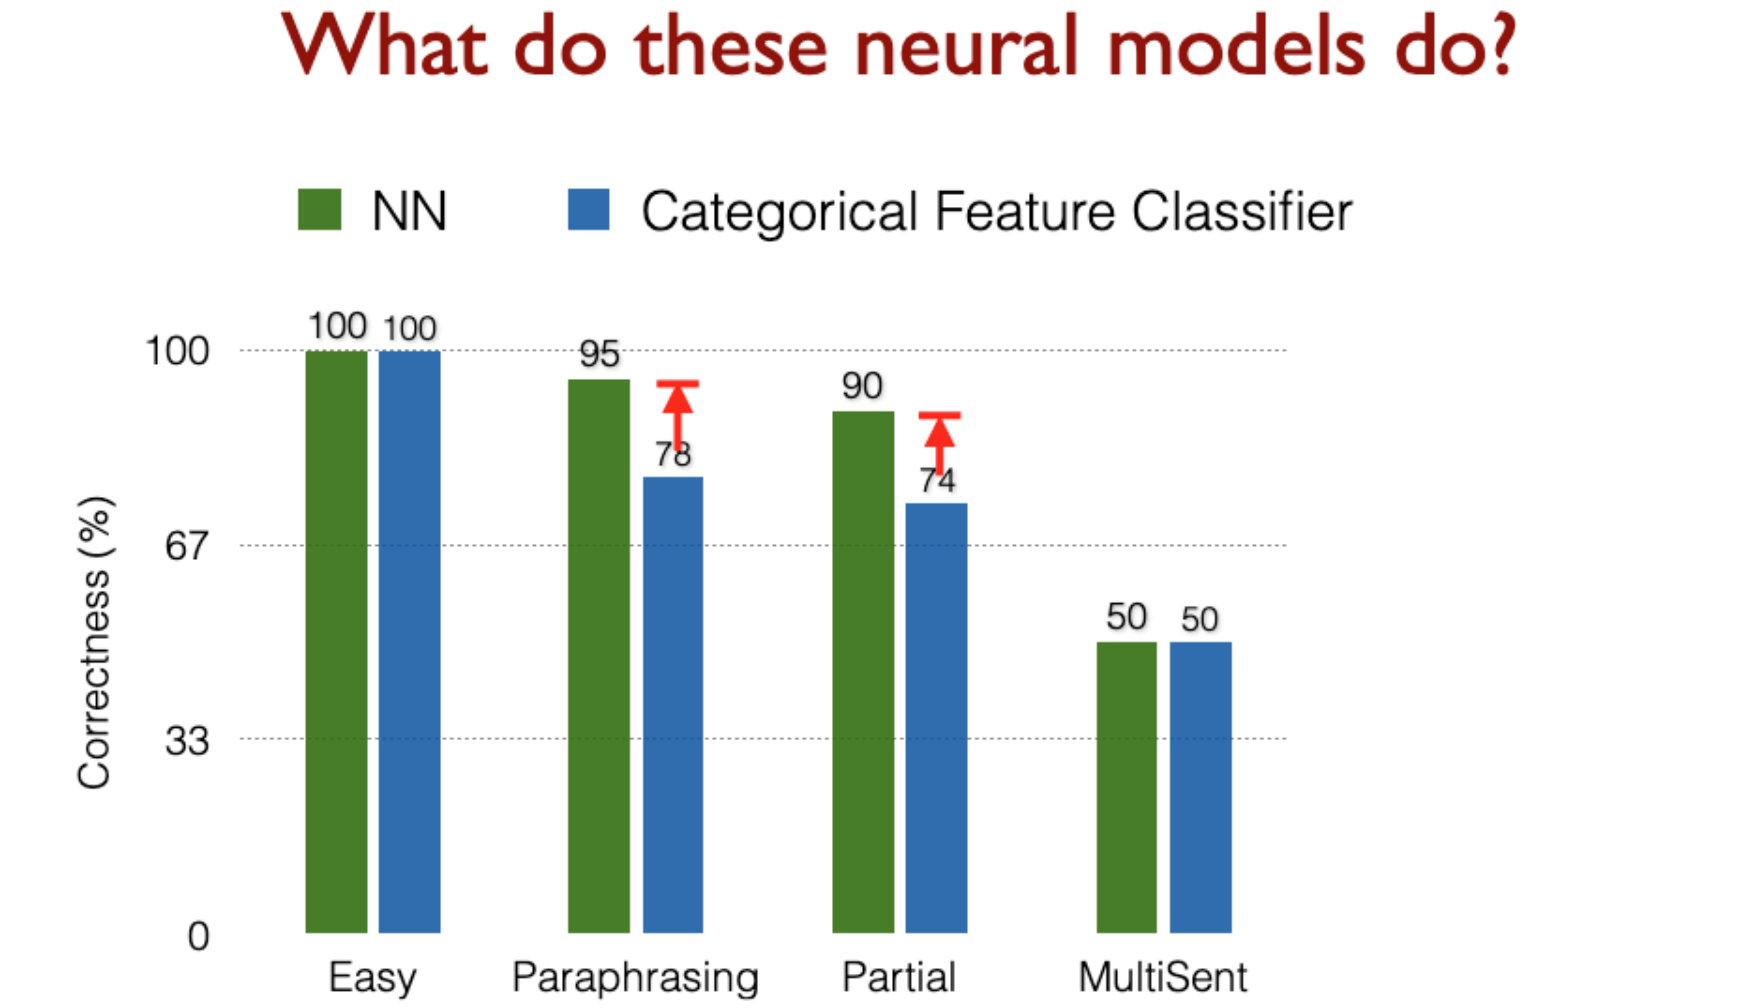 What do these neural models do?
NN
Categorical Feature Classifier
100 100
95
78
90
74
50 50
100
67
33
0
Correctness (%)
Easy
Paraphrasing
Partial
MultiSent